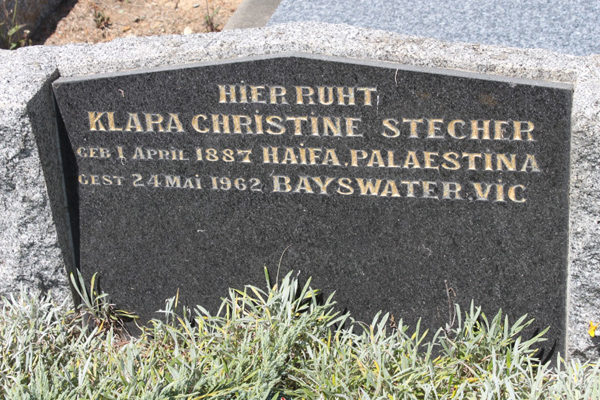 HIER RUHT
KLARA CHRISTINE STECHER
GEB 1 APRIL 1887 HAIFA, PALAESTINA
GEST 24 MAI 1962 BAYSWATER, VIC